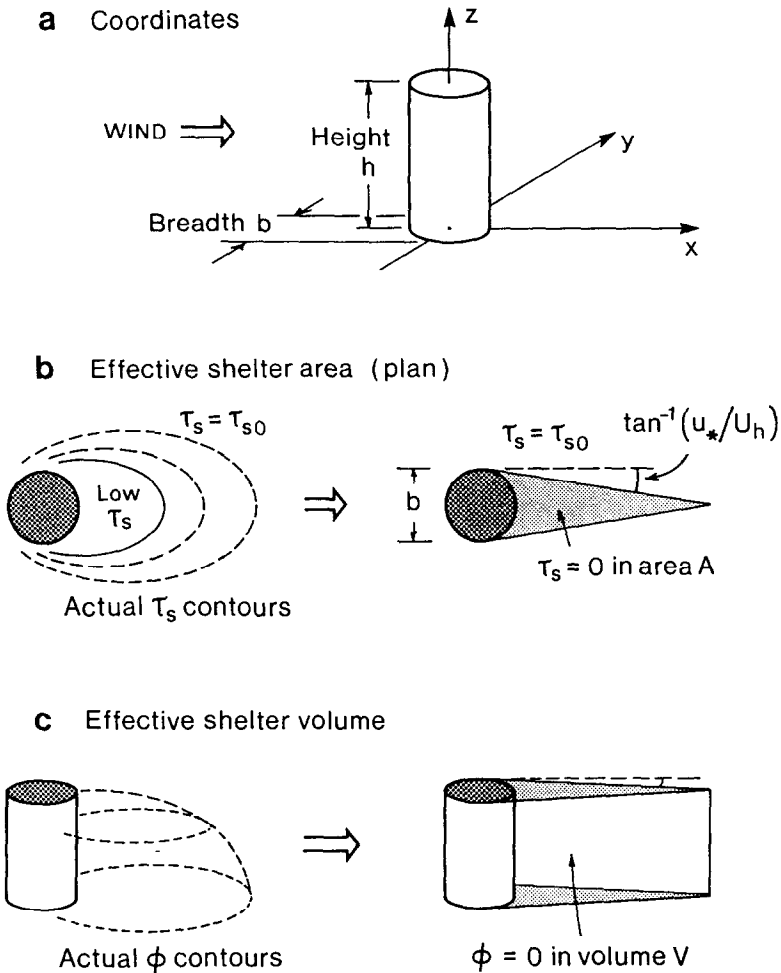 a Coordinates
z
WIND
Height
h
y
Breadth b
x
b Effective shelter area (plan)
τs = τs0
Low
τs
Actual τs contours
τs = τs0
tan⁻¹(u*/Uh)
b
τs = 0 in area A
c Effective shelter volume
Actual ϕ contours
ϕ = 0 in volume V